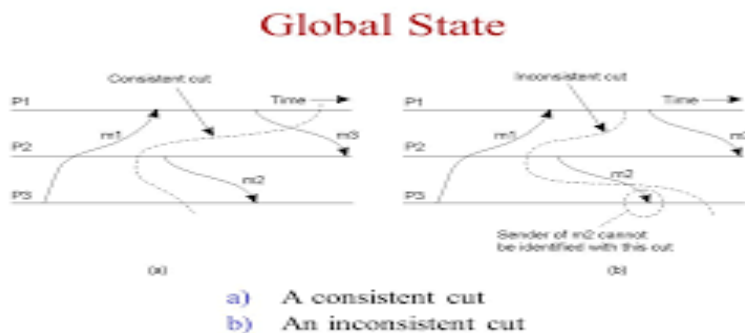 Global State
Consistent cut
Time
P1
m1
m3
P2
m2
P3
(a)
Inconsistent cut
Time
P1
m1
P2
m2
P3
Sender of m2 cannot
be identified with this cut
(b)
a) A consistent cut
b) An inconsistent cut